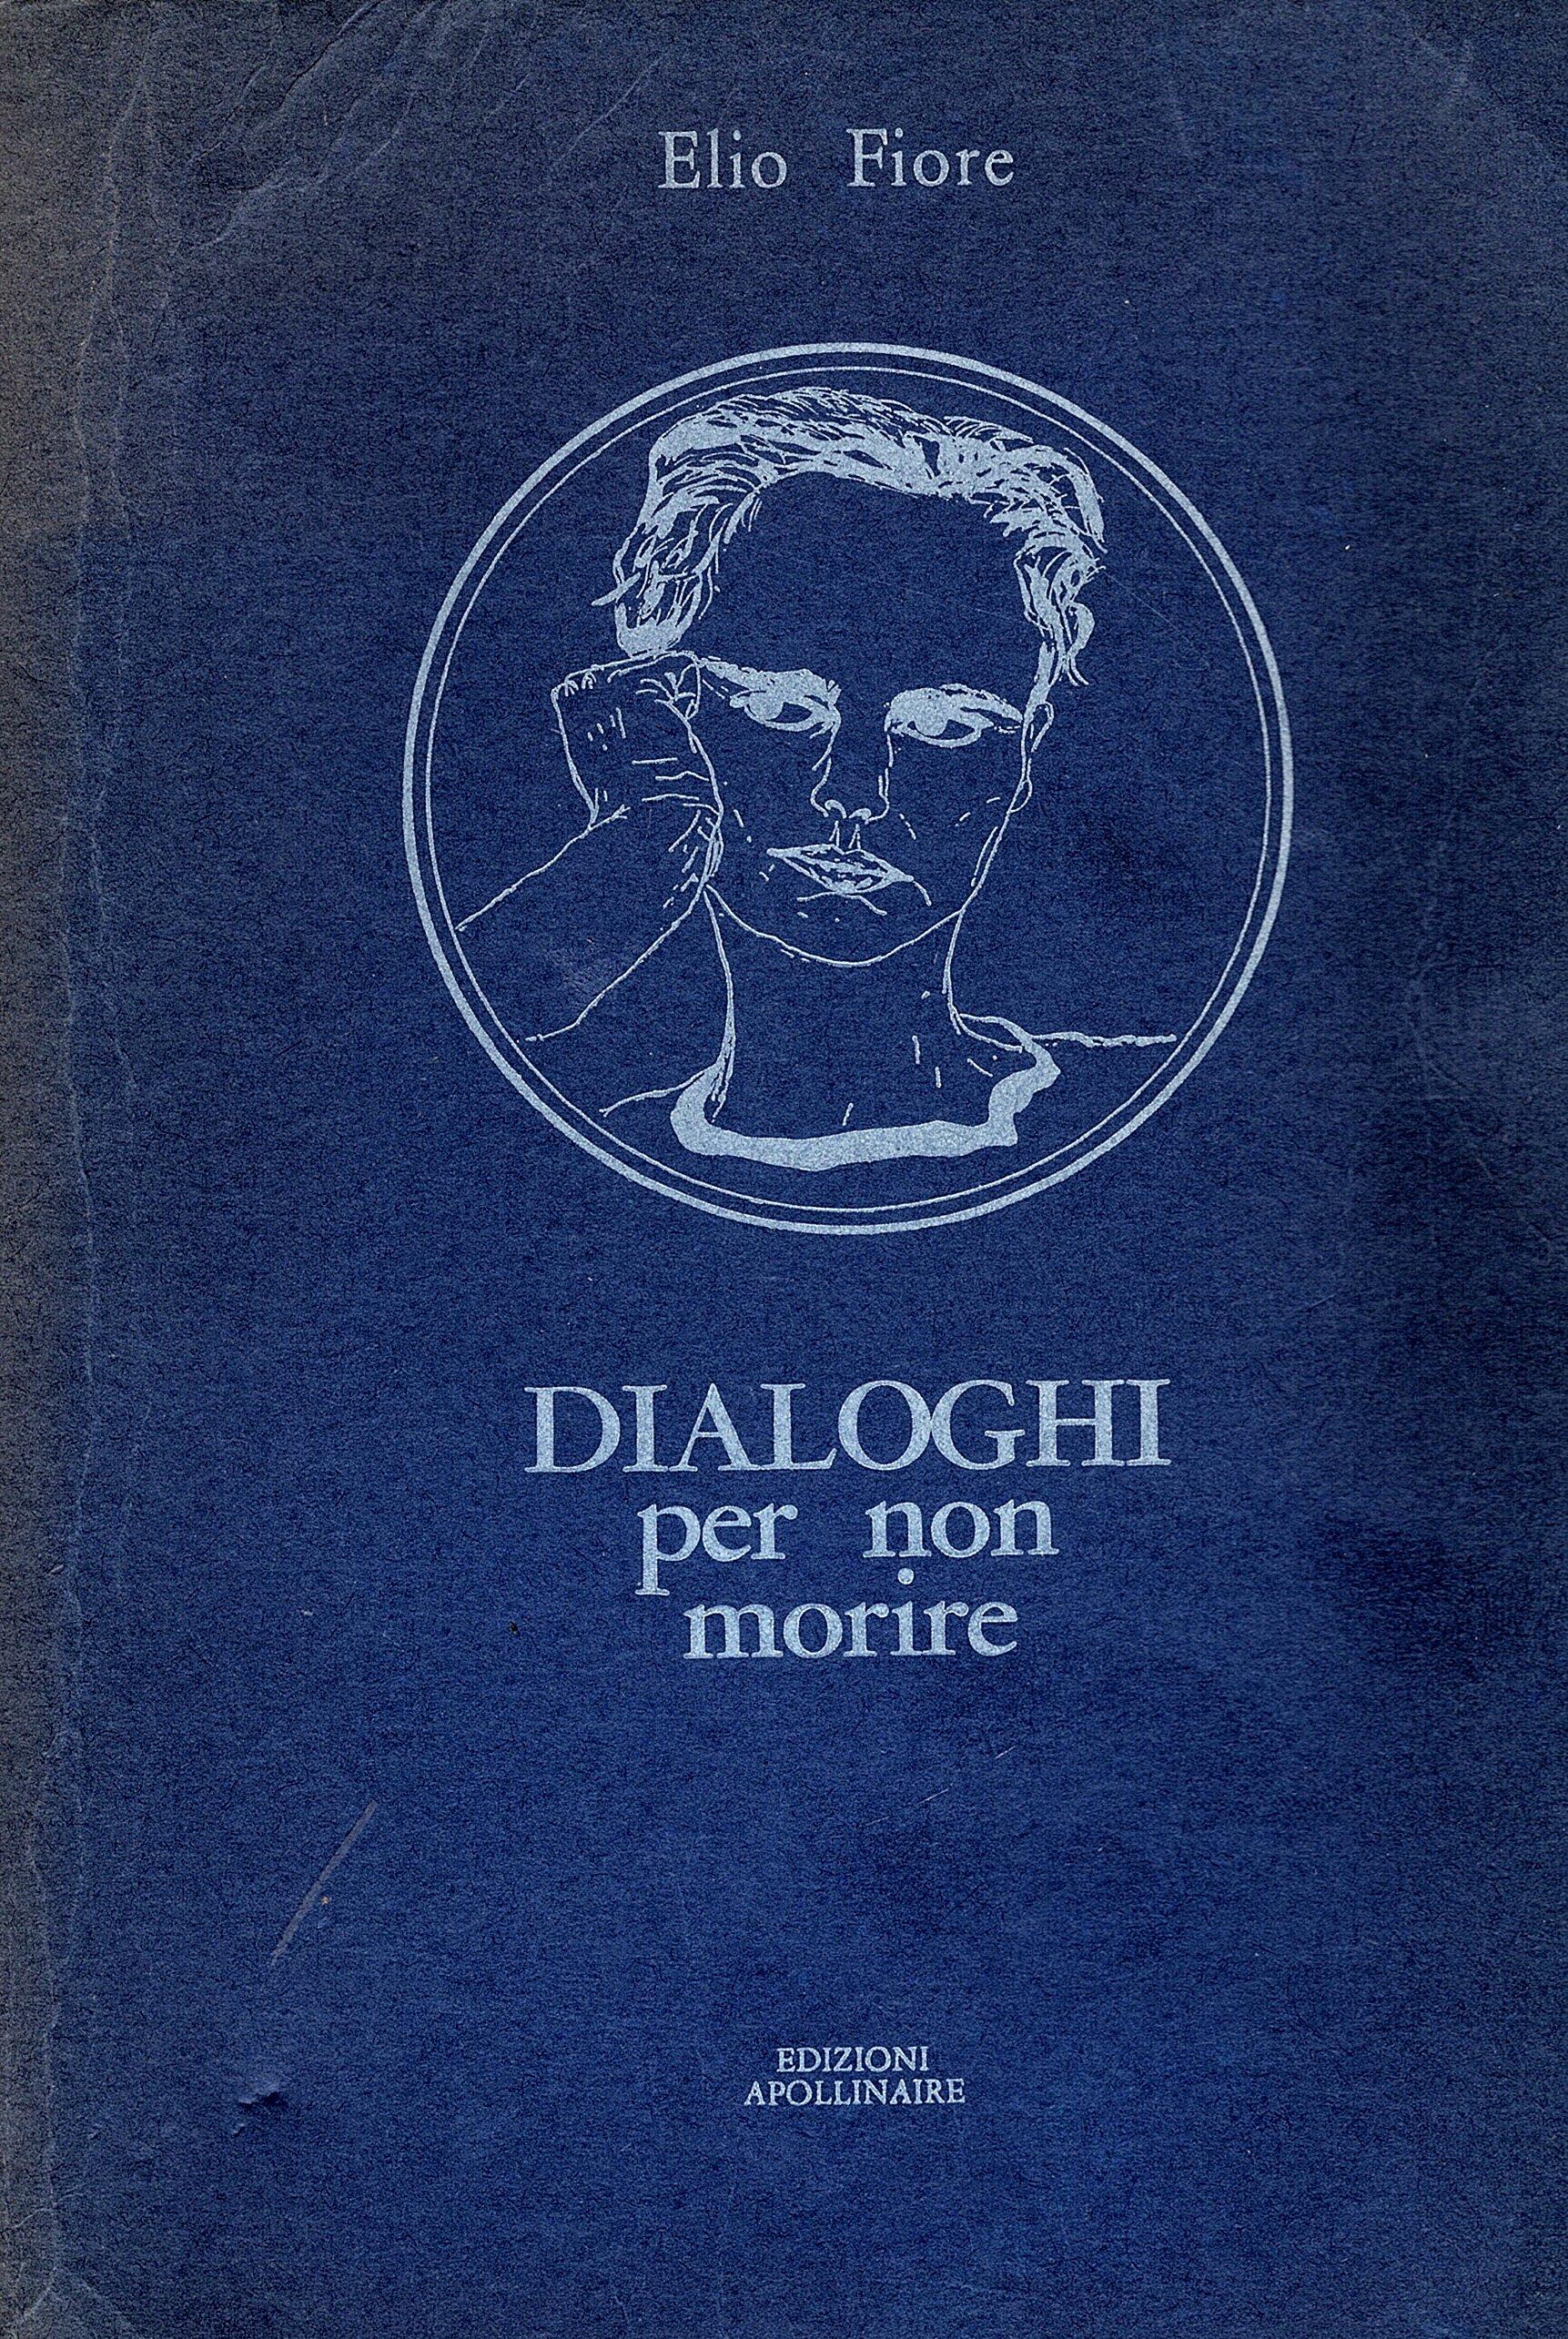 Elio Fiore
DIALOGHI
per non
morire
EDIZIONI
APOLLINAIRE